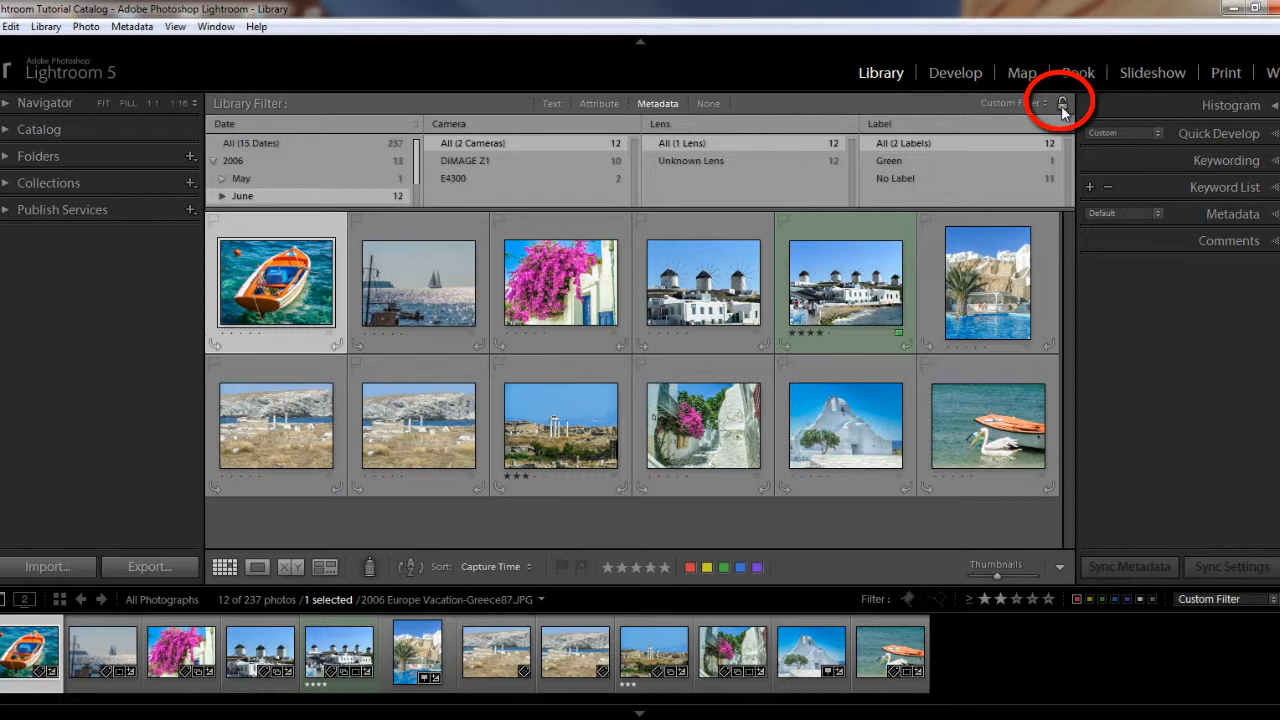 htroom Tutorial Catalog - Adobe Photoshop Lightroom - Library
Edit Library Photo Metadata View Window Help
Adobe Photoshop
r Lightroom 5
Library | Develop | Map | Book | Slideshow | Print | W
Navigator FIT FILL 1:1 1:16
Library Filter : Text Attribute Metadata None Custom Filter
Histogram
Date Camera Lens Label
Catalog
Custom Quick Develop
All (15 Dates) 237 All (2 Cameras) 12 All (1 Lens) 12 All (2 Labels) 12
Folders
2006 13 DiMAGE Z1 10 Unknown Lens 12 Green 1
Keywording
May 1 E4300 2 No Label 11
Collections
Keyword List
June 12
Publish Services
Default Metadata
Comments
Import... Export...
XY
A Z Sort: Capture Time
Thumbnails
Sync Metadata Sync Settings
2 All Photographs 12 of 237 photos / 1 selected / 2006 Europe Vacation-Greece87.JPG
Filter : ≥ Custom Filter